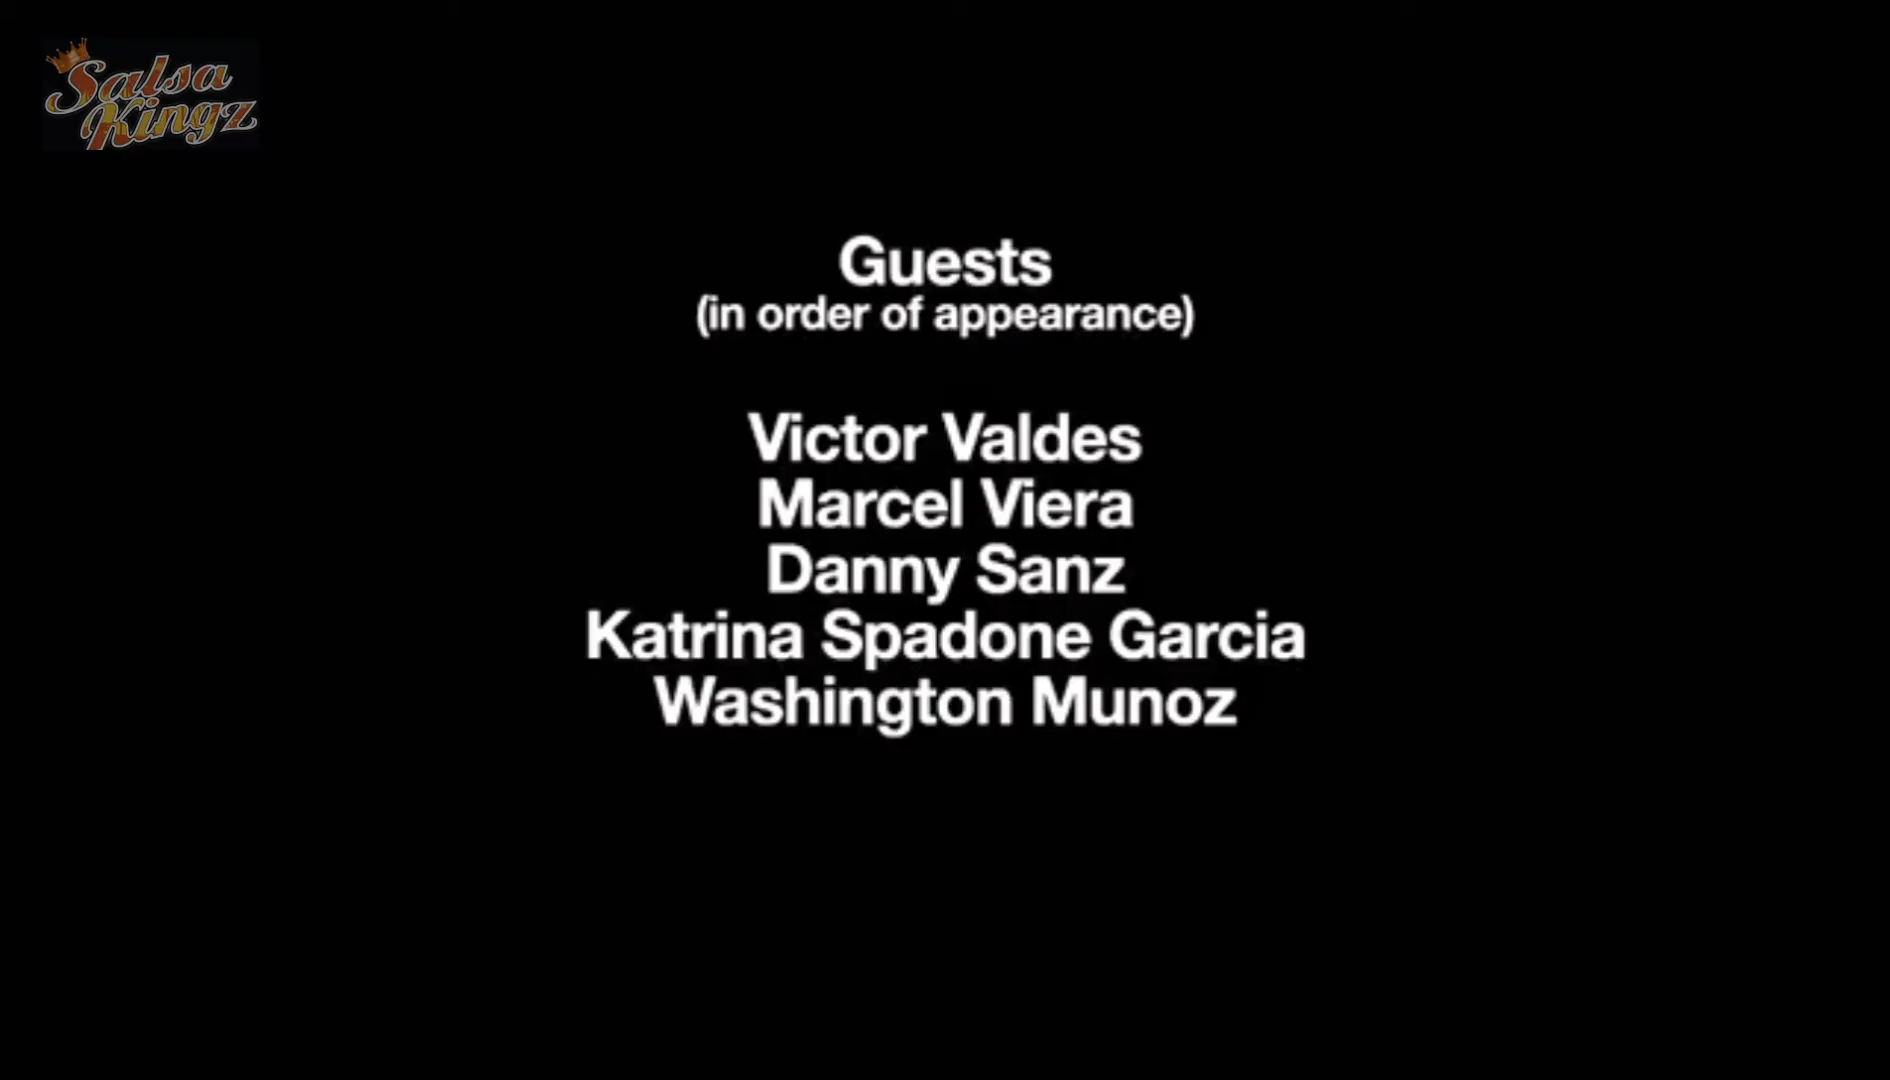 Salsa
Kingz
Guests
(in order of appearance)
Victor Valdes
Marcel Viera
Danny Sanz
Katrina Spadone Garcia
Washington Munoz